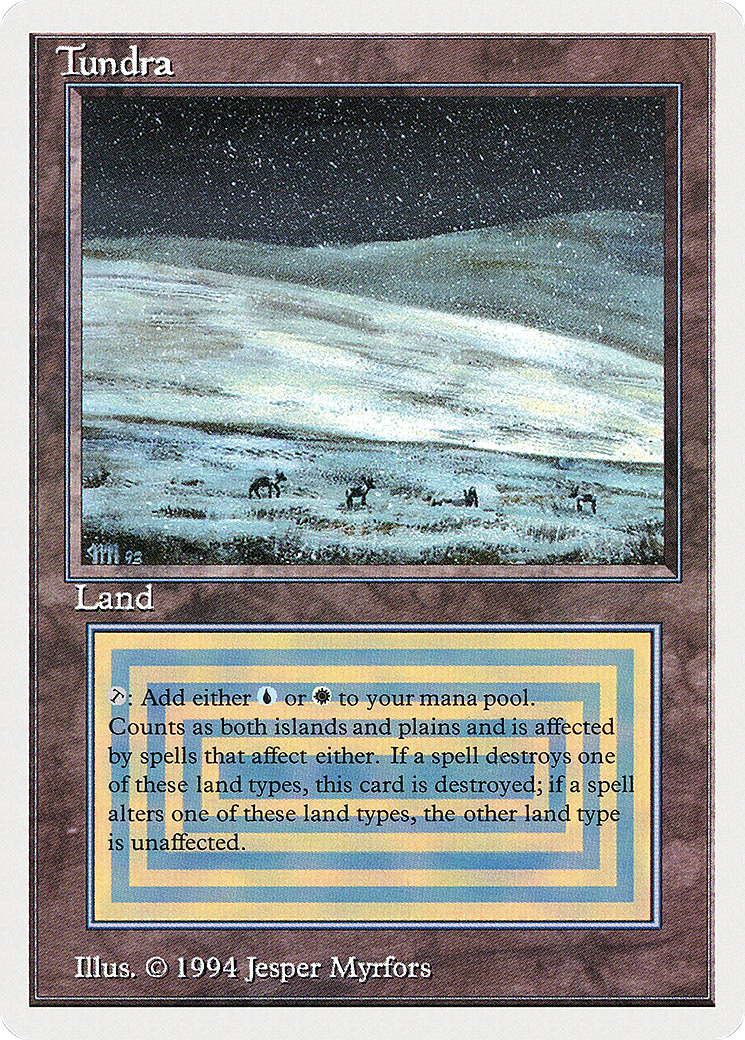 Tundra
93
Land
T: Add either or to your mana pool.
Counts as both islands and plains and is affected
by spells that affect either. If a spell destroys one
of these land types, this card is destroyed; if a spell
alters one of these land types, the other land type
is unaffected.
Illus. © 1994 Jesper Myrfors